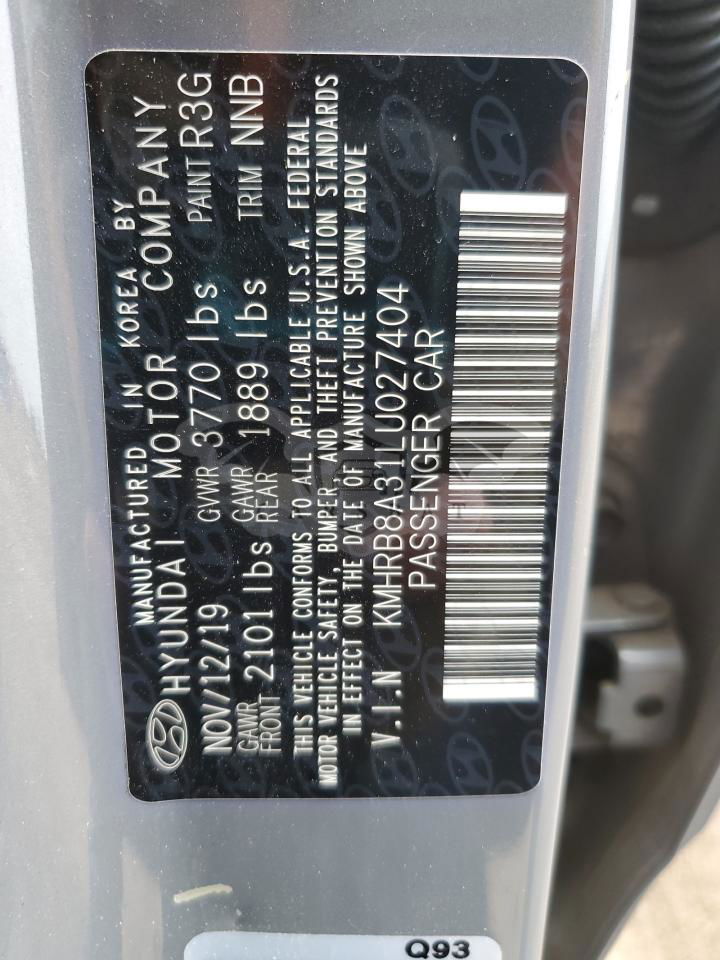 MANUFACTURED IN KOREA BY
HYUNDAI MOTOR COMPANY
NOV/12/19 GVWR 3770 lbs PAINT R3G
GAWR FRONT 2101 lbs GAWR REAR 1889 lbs TRIM NNB
THIS VEHICLE CONFORMS TO ALL APPLICABLE U.S.A. FEDERAL
MOTOR VEHICLE SAFETY, BUMPER, AND THEFT PREVENTION STANDARDS
IN EFFECT ON THE DATE OF MANUFACTURE SHOWN ABOVE
V.I.N KMHRB8A31LU027404
PASSENGER CAR
Q93